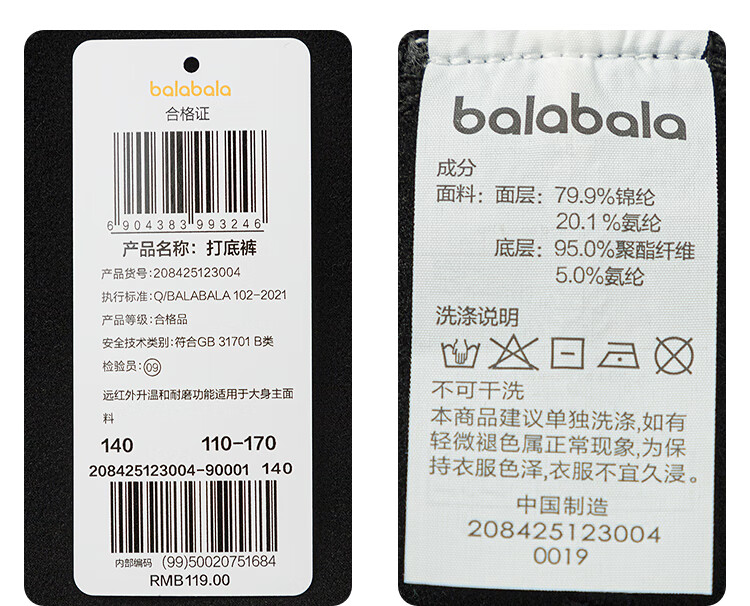 balabala
合格证
6 904383 993246
产品名称：打底裤
产品货号：208425123004
执行标准：Q/BALABALA 102-2021
产品等级：合格品
安全技术类别：符合GB 31701 B类
检验员：09
远红外升温和耐磨功能适用于大身主面
料
140 110-170
208425123004-90001 140
内部编码 (99)50020751684
RMB119.00
balabala
成分
面料：面层：79.9%锦纶
20.1%氨纶
底层：95.0%聚酯纤维
5.0%氨纶
洗涤说明
不可干洗
本商品建议单独洗涤,如有
轻微褪色属正常现象,为保
持衣服色泽,衣服不宜久浸。
中国制造
208425123004
0019